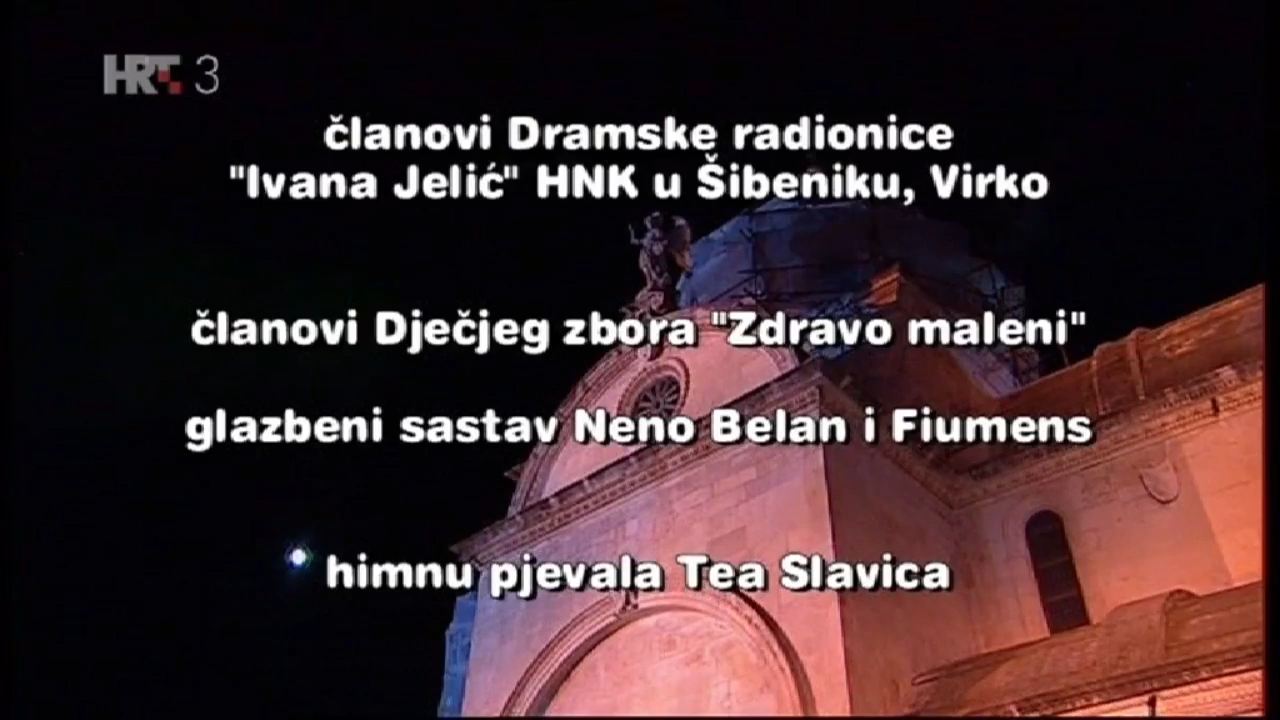 HRT 3
članovi Dramske radionice
"Ivana Jelić" HNK u Šibeniku, Virko
članovi Dječjeg zbora "Zdravo maleni"
glazbeni sastav Neno Belan i Fiumens
himnu pjevala Tea Slavica